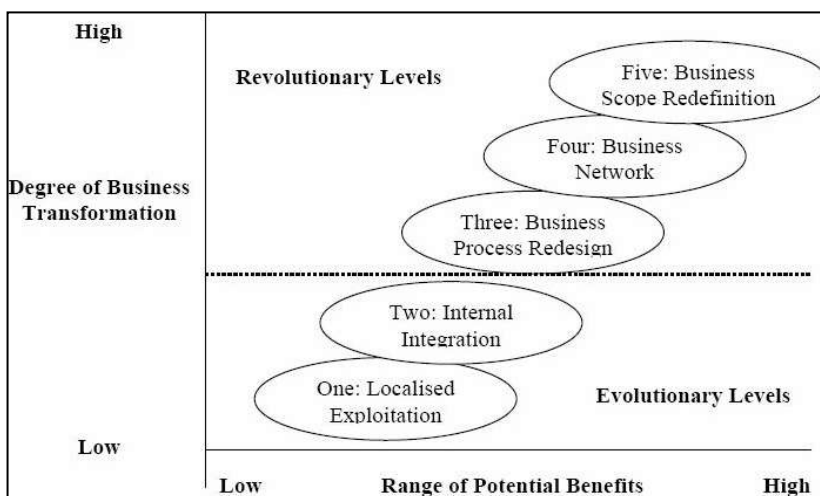 High
Revolutionary Levels
Five: Business
Scope Redefinition
Four: Business
Network
Degree of Business
Transformation
Three: Business
Process Redesign
Two: Internal
Integration
One: Localised
Exploitation
Evolutionary Levels
Low
Low Range of Potential Benefits High